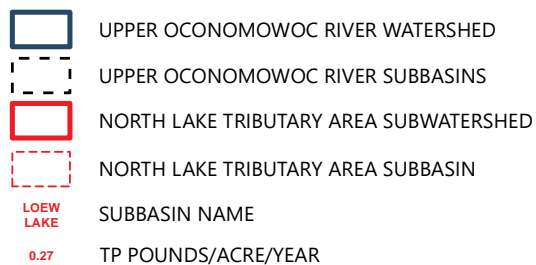 UPPER OCONOMOWOC RIVER WATERSHED
UPPER OCONOMOWOC RIVER SUBBASINS
NORTH LAKE TRIBUTARY AREA SUBWATERSHED
NORTH LAKE TRIBUTARY AREA SUBBASIN
LOEW
LAKE
SUBBASIN NAME
0.27 TP POUNDS/ACRE/YEAR